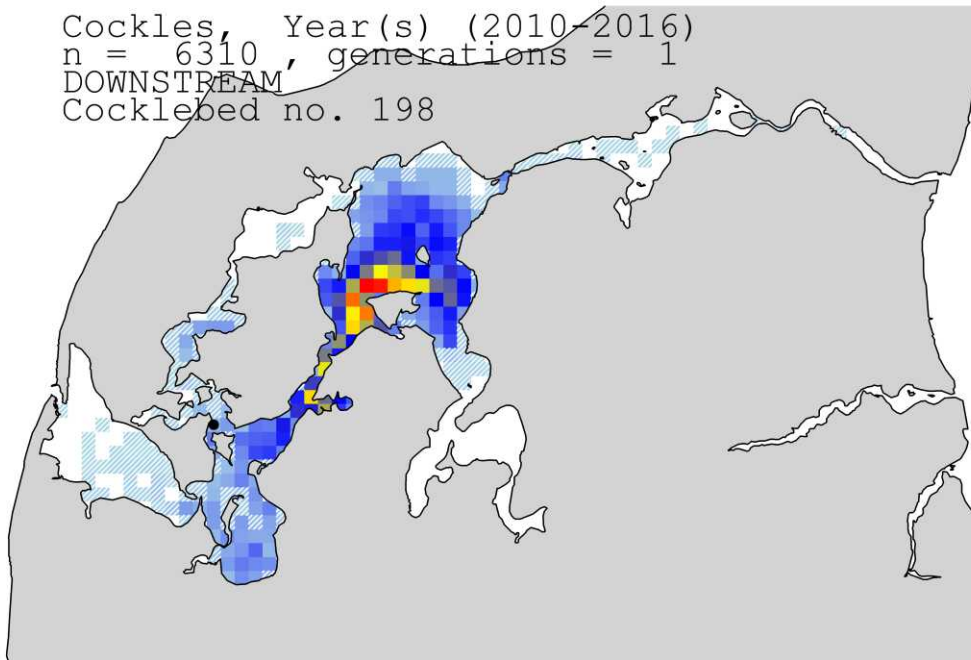 Cockles, Year(s) (2010-2016)
n = 6310 , generations = 1
DOWNSTREAM
Cocklebed no. 198